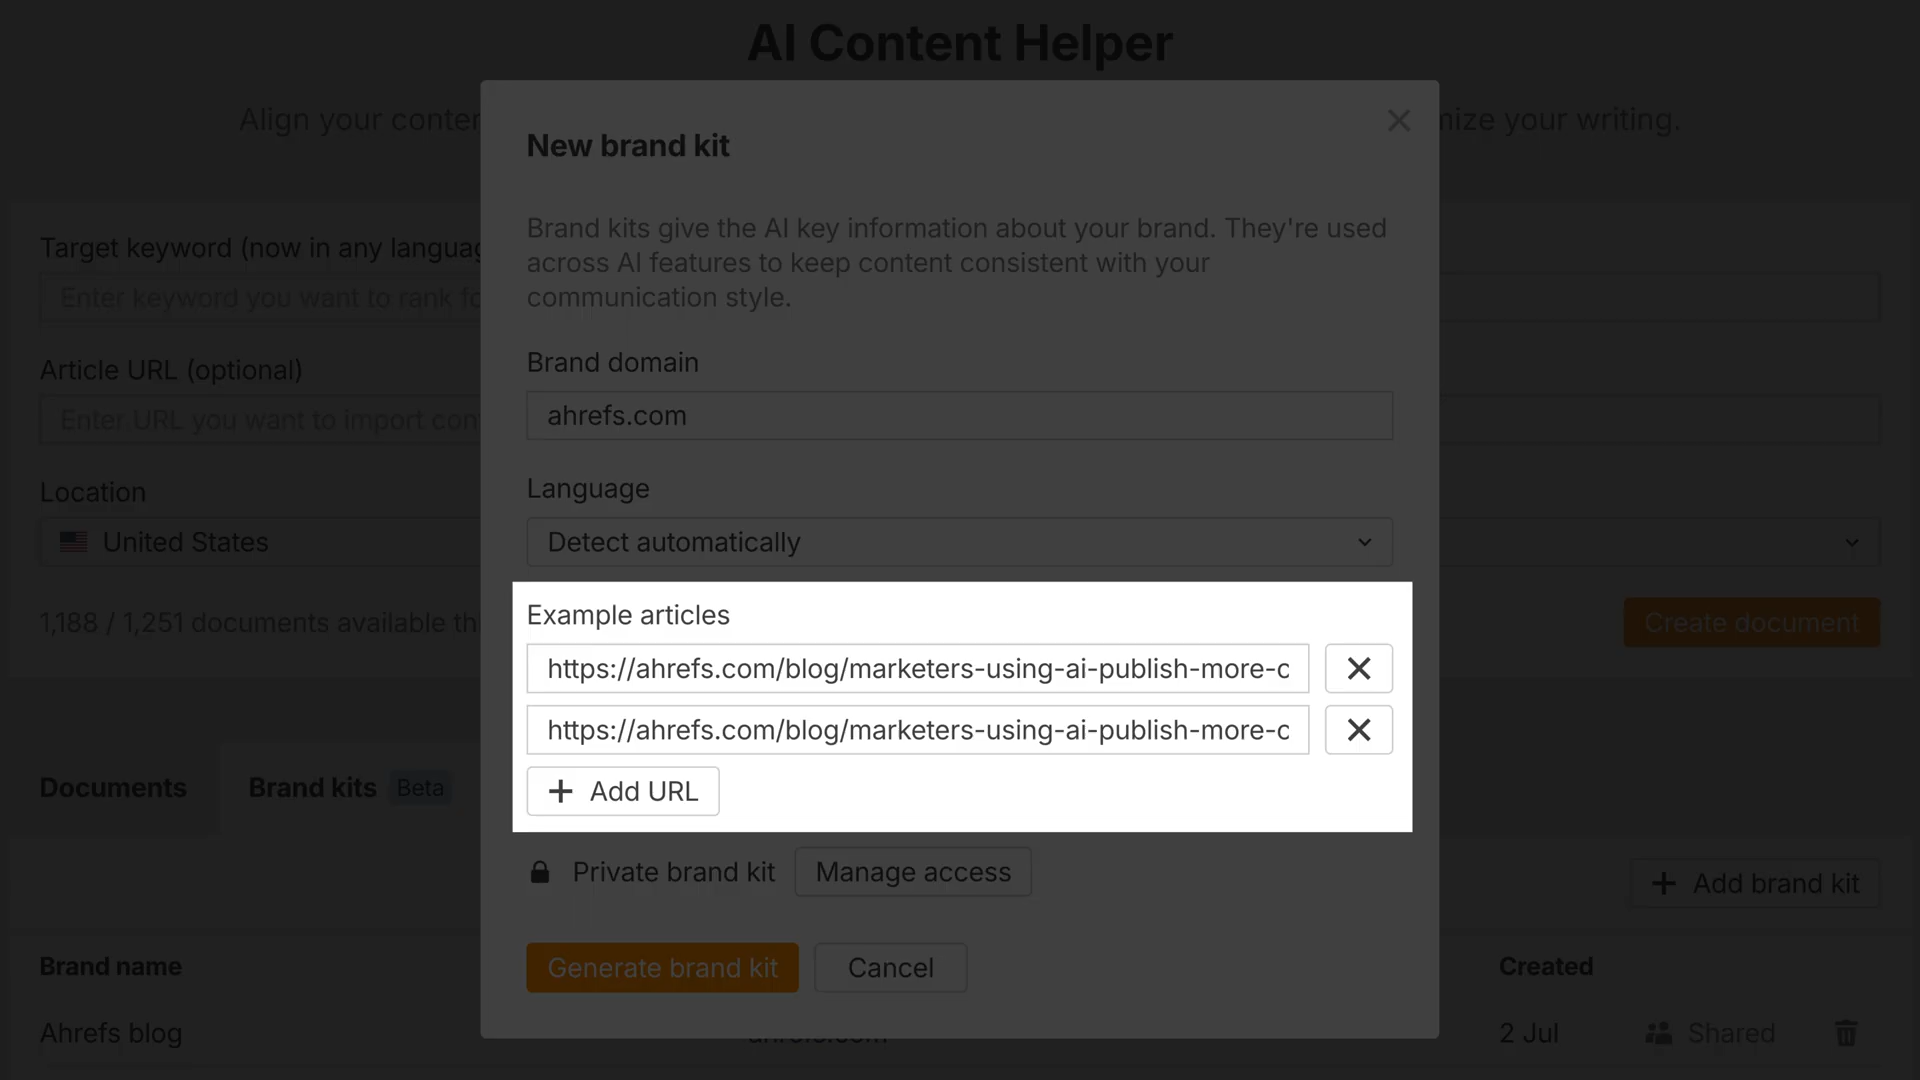 AI Content Helper
Align your conten
mize your writing.
New brand kit
Brand kits give the AI key information about your brand. They're used
across AI features to keep content consistent with your
communication style.
Target keyword (now in any languag
Enter keyword you want to rank fo
Brand domain
ahrefs.com
Article URL (optional)
Enter URL you want to import con
Language
Detect automatically
Location
United States
Example articles
https://ahrefs.com/blog/marketers-using-ai-publish-more-c
https://ahrefs.com/blog/marketers-using-ai-publish-more-c
+ Add URL
1,188 / 1,251 documents available th
Create document
Documents
Brand kits Beta
Private brand kit
Manage access
+ Add brand kit
Generate brand kit
Cancel
Brand name
Created
Ahrefs blog
ahrefs.com
2 Jul
Shared